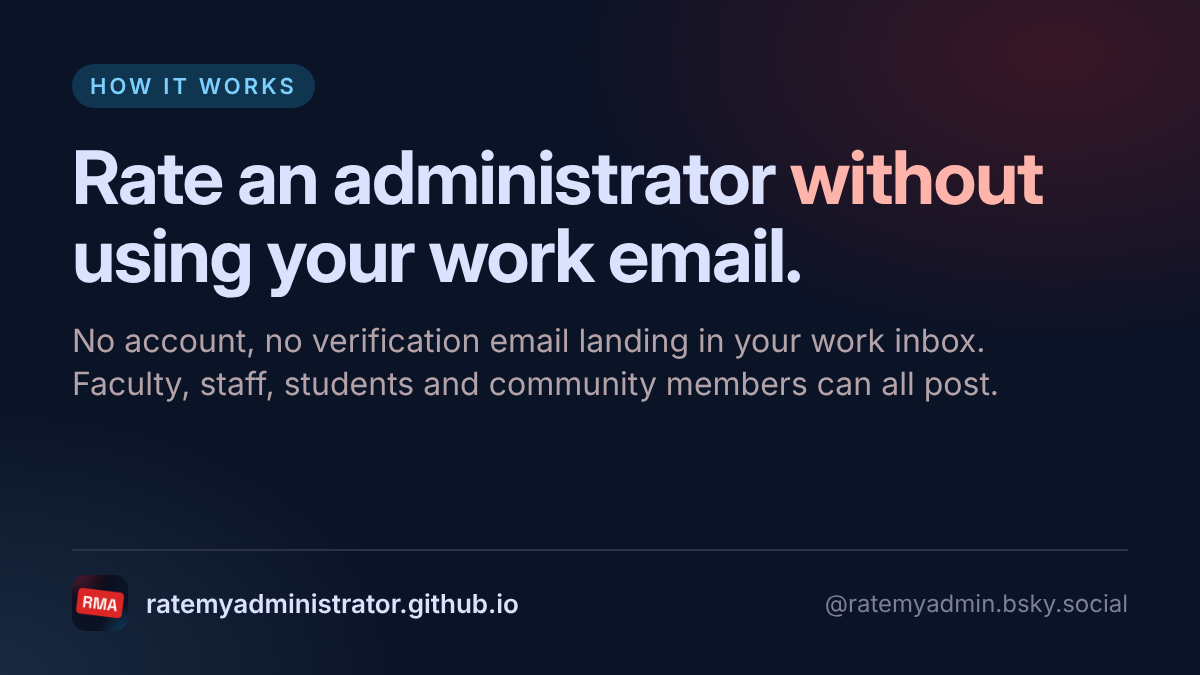 HOW IT WORKS
Rate an administrator without
using your work email.
No account, no verification email landing in your work inbox.
Faculty, staff, students and community members can all post.
RMA
ratemyadministrator.github.io
@ratemyadmin.bsky.social